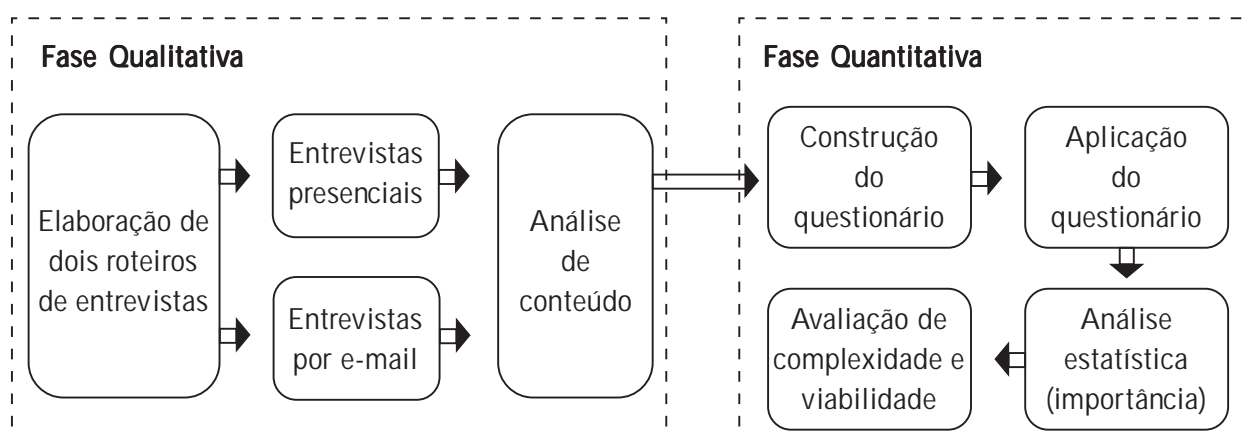 Fase Qualitativa
Elaboração de
dois roteiros
de entrevistas
Entrevistas
presenciais
Entrevistas
por e-mail
Análise
de
conteúdo
Fase Quantitativa
Construção
do
questionário
Aplicação
do
questionário
Análise
estatística
(importância)
Avaliação de
complexidade e
viabilidade